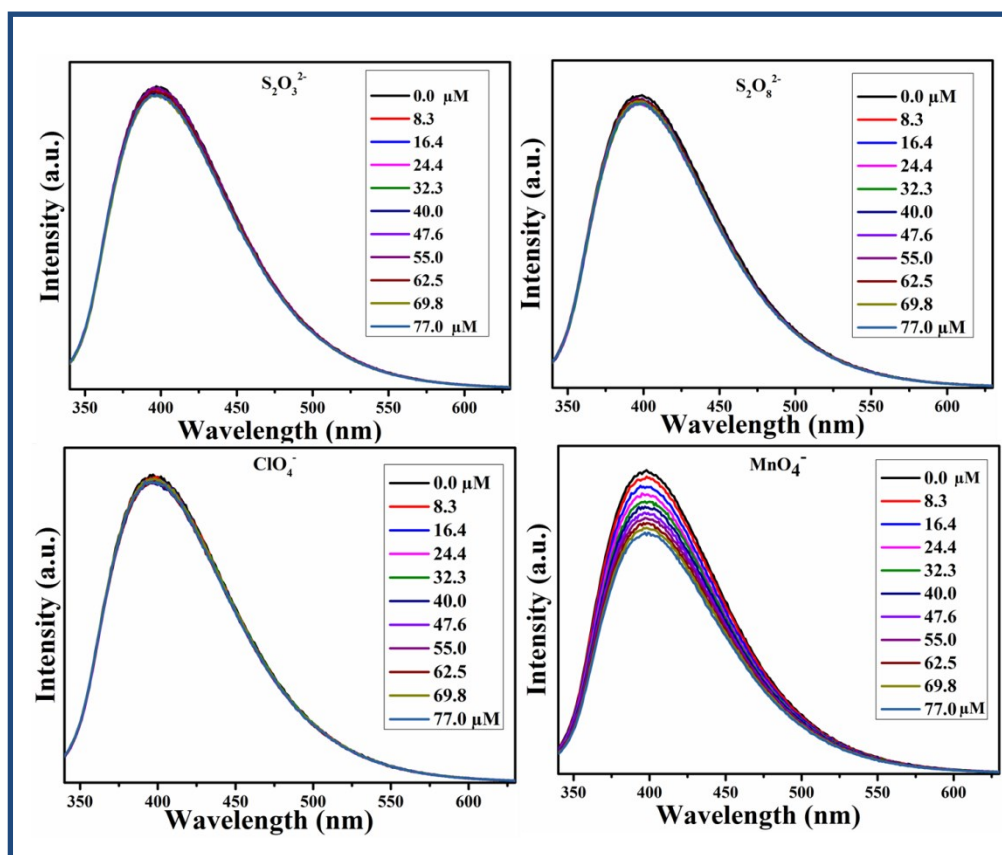 S₂O₃²⁻
Intensity (a.u.)
0.0 µM
8.3
16.4
24.4
32.3
40.0
47.6
55.0
62.5
69.8
77.0 µM
350 400 450 500 550 600
Wavelength (nm)
S₂O₈²⁻
Intensity (a.u.)
0.0 µM
8.3
16.4
24.4
32.3
40.0
47.6
55.0
62.5
69.8
77.0 µM
350 400 450 500 550 600
Wavelength (nm)
ClO₄⁻
Intensity (a.u.)
0.0 µM
8.3
16.4
24.4
32.3
40.0
47.6
55.0
62.5
69.8
77.0 µM
350 400 450 500 550 600
Wavelength (nm)
MnO₄⁻
Intensity (a.u.)
0.0 µM
8.3
16.4
24.4
32.3
40.0
47.6
55.0
62.5
69.8
77.0 µM
350 400 450 500 550 600
Wavelength (nm)